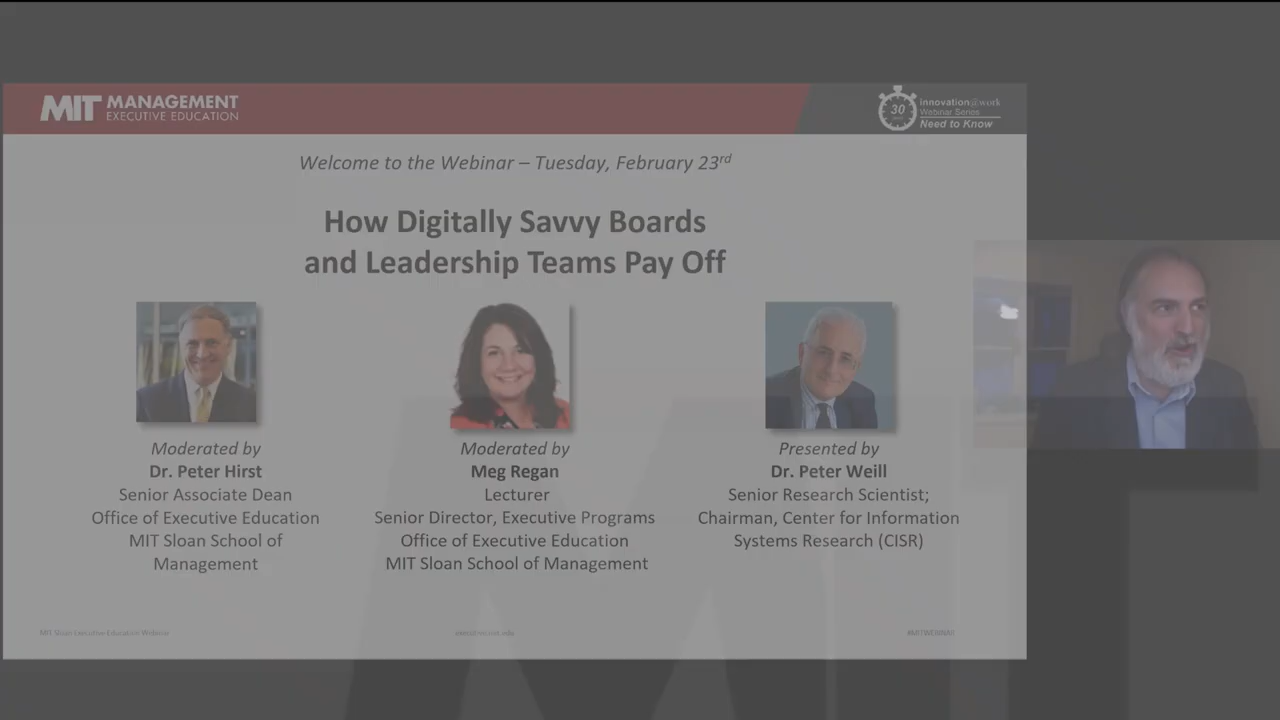 MIT MANAGEMENT
EXECUTIVE EDUCATION
30
innovation@work
Webinar Series
Need to Know
Welcome to the Webinar – Tuesday, February 23rd
How Digitally Savvy Boards
and Leadership Teams Pay Off
Moderated by
Dr. Peter Hirst
Senior Associate Dean
Office of Executive Education
MIT Sloan School of
Management
Moderated by
Meg Regan
Lecturer
Senior Director, Executive Programs
Office of Executive Education
MIT Sloan School of Management
Presented by
Dr. Peter Weill
Senior Research Scientist;
Chairman, Center for Information
Systems Research (CISR)
MIT Sloan Executive Education Webinar
#MITWEBINAR